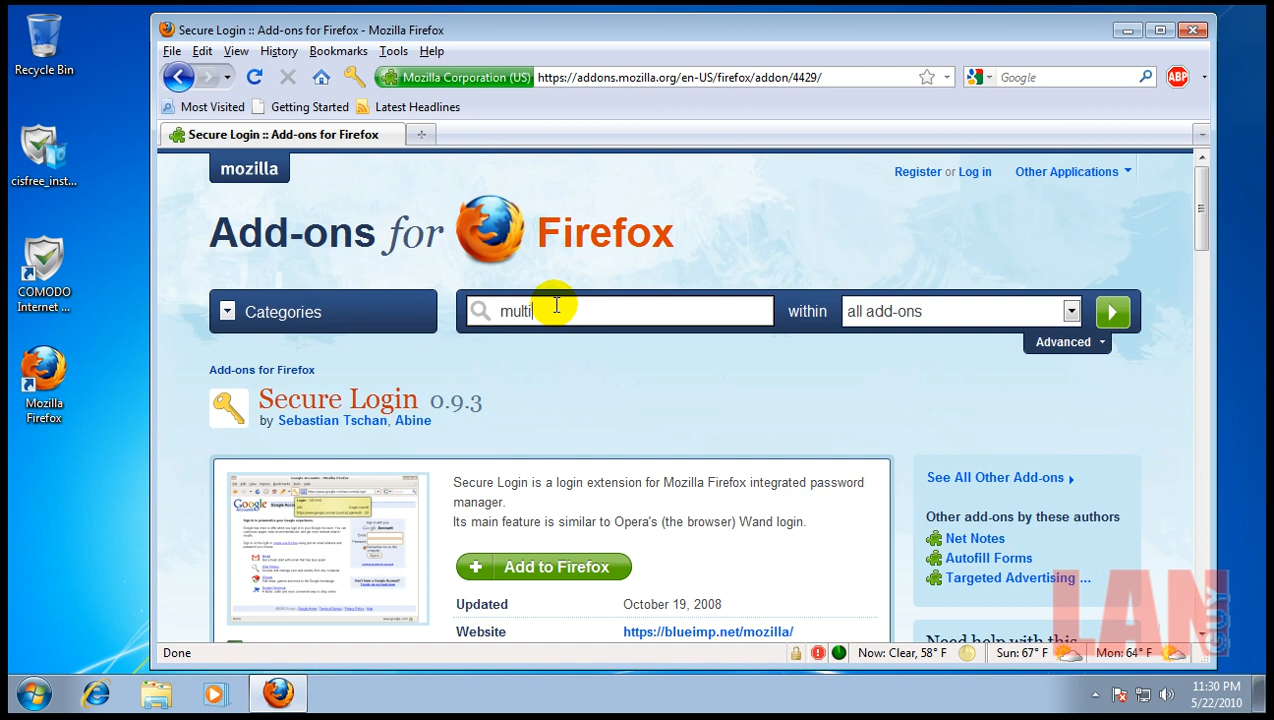 Recycle Bin
cisfree_inst...
COMODO
Internet ...
Mozilla
Firefox
Secure Login :: Add-ons for Firefox - Mozilla Firefox
File Edit View History Bookmarks Tools Help
Mozilla Corporation (US) https://addons.mozilla.org/en-US/firefox/addon/4429/ Google ABP
Most Visited Getting Started Latest Headlines
Secure Login :: Add-ons for Firefox
mozilla
Register or Log in Other Applications
Add-ons for Firefox
Categories multi within all add-ons
Advanced
Add-ons for Firefox
Secure Login 0.9.3
by Sebastian Tschan, Abine
Secure Login is a login extension for Mozilla Firefox integrated password
manager.
Its main feature is similar to Opera's (the browser) Wand login.
Add to Firefox
Updated October 19, 2008
Website https://blueimp.net/mozilla/
See All Other Add-ons
Other add-ons by these authors
Net Notes
Autofill Forms
Targeted Advertising ...
Need help with this
LAN
GUY
Done Now: Clear, 58° F Sun: 67° F Mon: 64° F
11:30 PM
5/22/2010